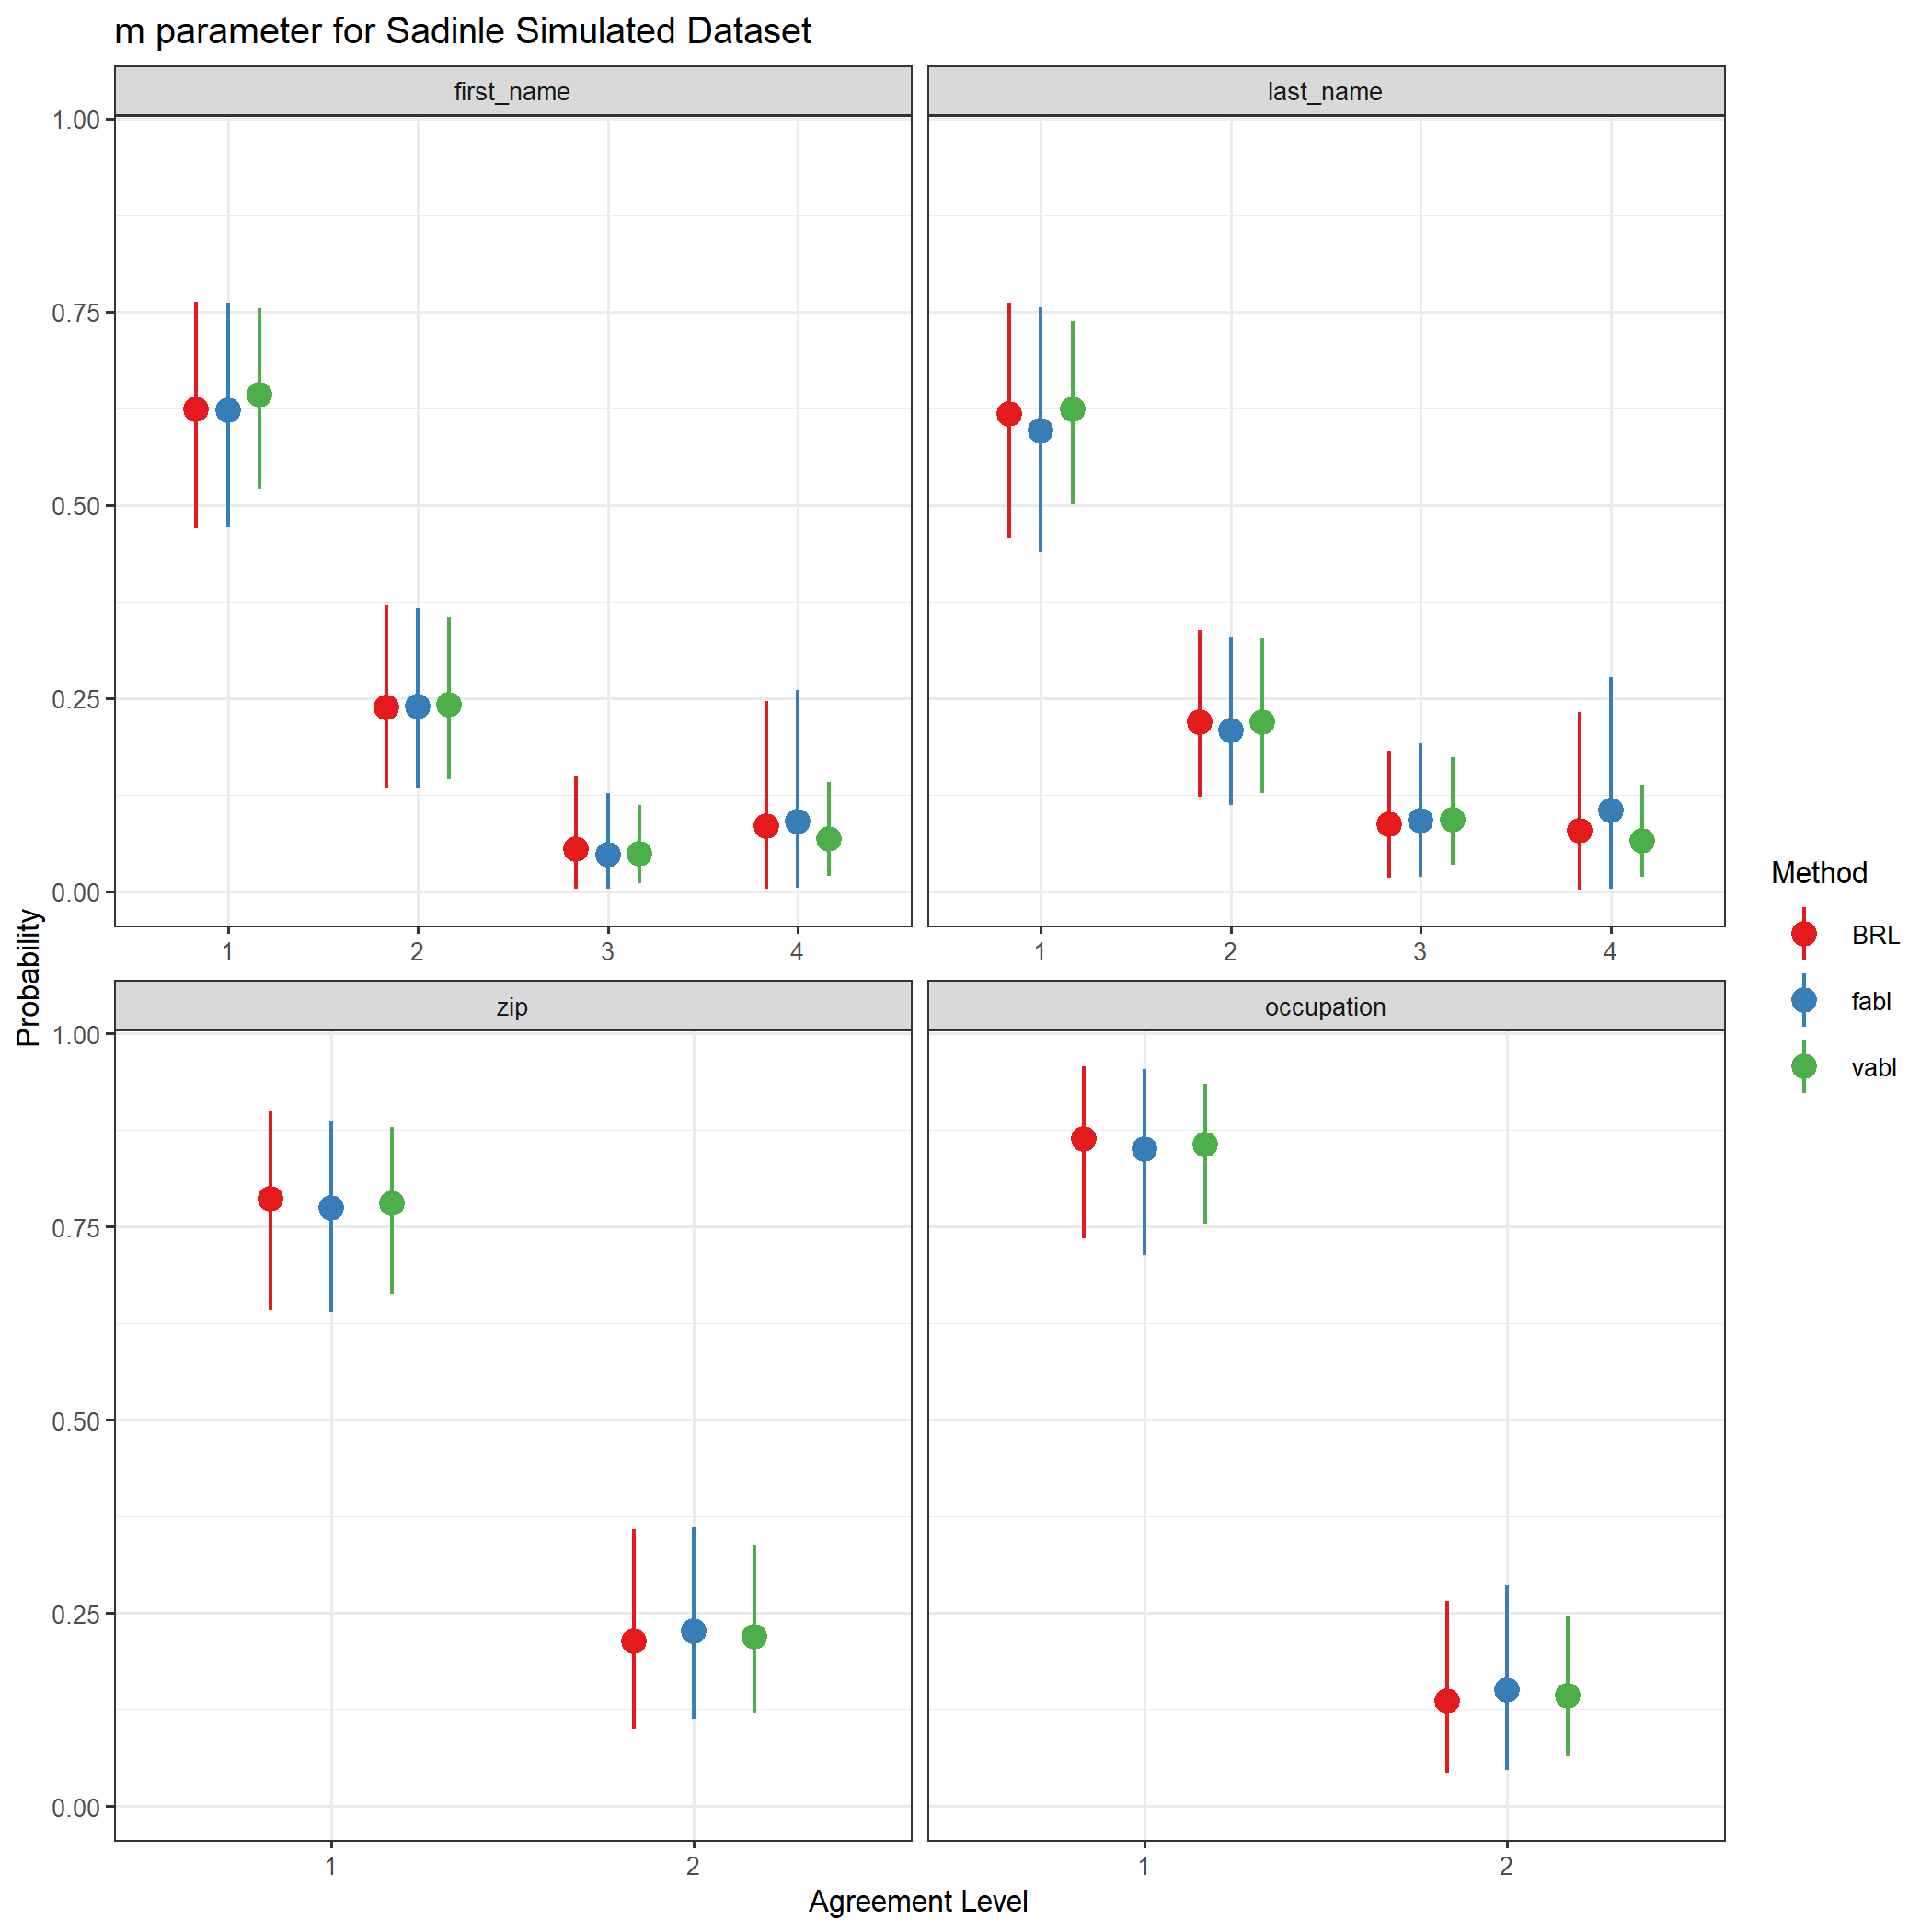 m parameter for Sadinle Simulated Dataset
first_name
last_name
1.00
0.75
0.50
0.25
0.00
1 2 3 4
1 2 3 4
zip
occupation
1.00
0.75
0.50
0.25
0.00
1 2
1 2
Probability
Agreement Level
Method
BRL
fabl
vabl